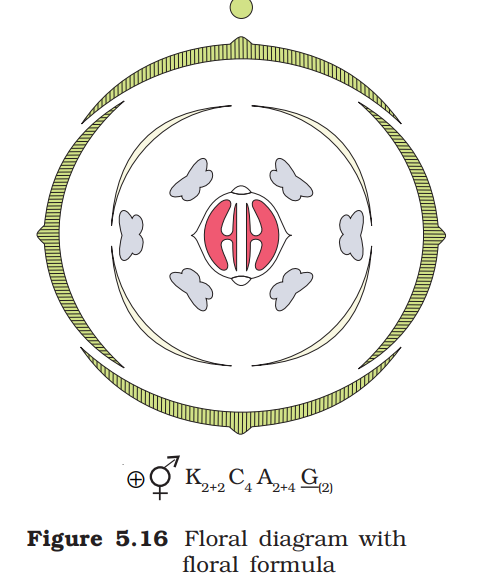 ⊕ ⚥ K2+2 C4 A2+4 G(2)
Figure 5.16 Floral diagram with
floral formula